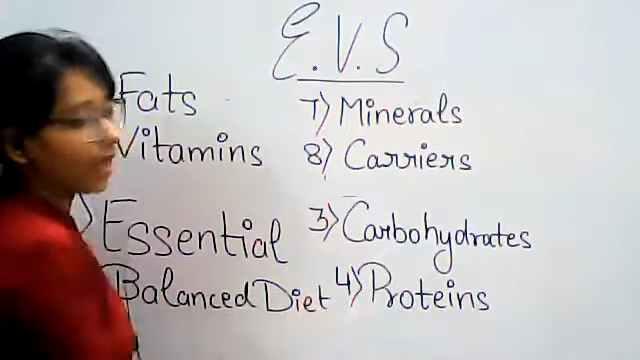 E.V.S
Fats 7) Minerals
Vitamins 8) Carriers
) Essential 3) Carbohydrates
Balanced Diet 4) Proteins